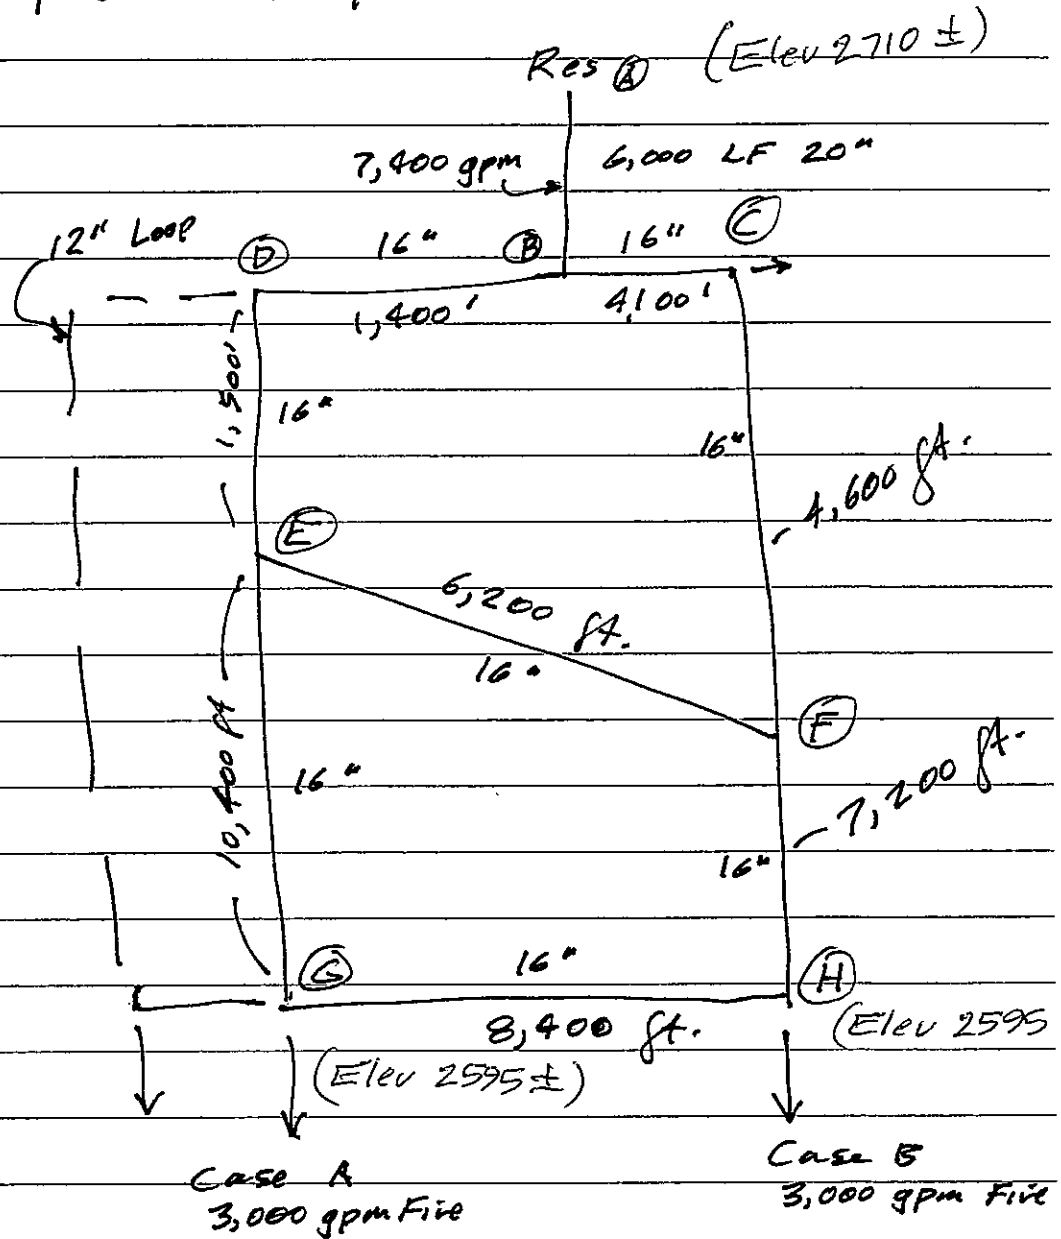 Res Ⓐ (Elev 2710 ±)
7,400 gpm
6,000 LF 20"
12" Loop
Ⓓ
16"
Ⓑ
16"
Ⓒ
1,400'
4,100'
1,500'
16"
16"
4,600 ft.
Ⓔ
6,200 ft.
16"
Ⓕ
10,400 ft
16"
7,200 ft.
16"
Ⓖ
16"
Ⓗ
8,400 ft.
(Elev 2595
(Elev 2595 ±)
Case A
3,000 gpm Fire
Case B
3,000 gpm Fire